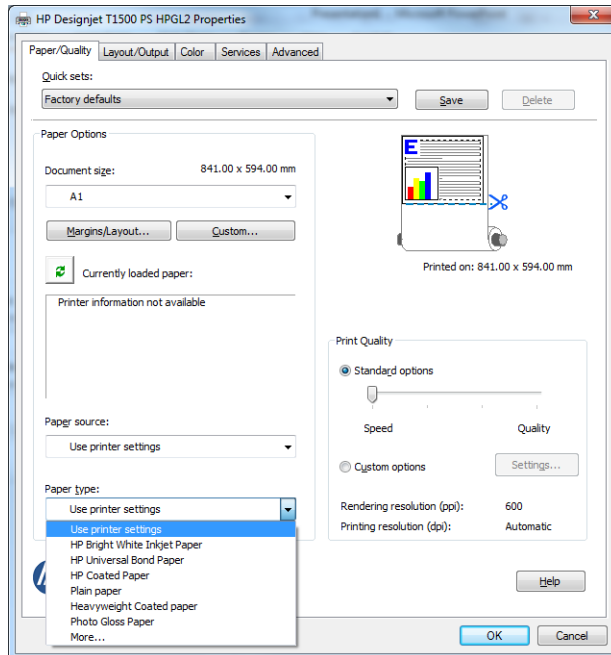 HP Designjet T1500 PS HPGL2 Properties
Paper/Quality Layout/Output Color Services Advanced
Quick sets:
Factory defaults
Save Delete
Paper Options
Document size: 841.00 x 594.00 mm
A1
Margins/Layout... Custom...
Currently loaded paper:
Printer information not available
E
Printed on: 841.00 x 594.00 mm
Print Quality
Standard options
Speed Quality
Custom options Settings...
Rendering resolution (ppi): 600
Printing resolution (dpi): Automatic
Paper source:
Use printer settings
Paper type:
Use printer settings
Use printer settings
HP Bright White Inkjet Paper
HP Universal Bond Paper
HP Coated Paper
Plain paper
Heavyweight Coated paper
Photo Gloss Paper
More...
Help
OK Cancel